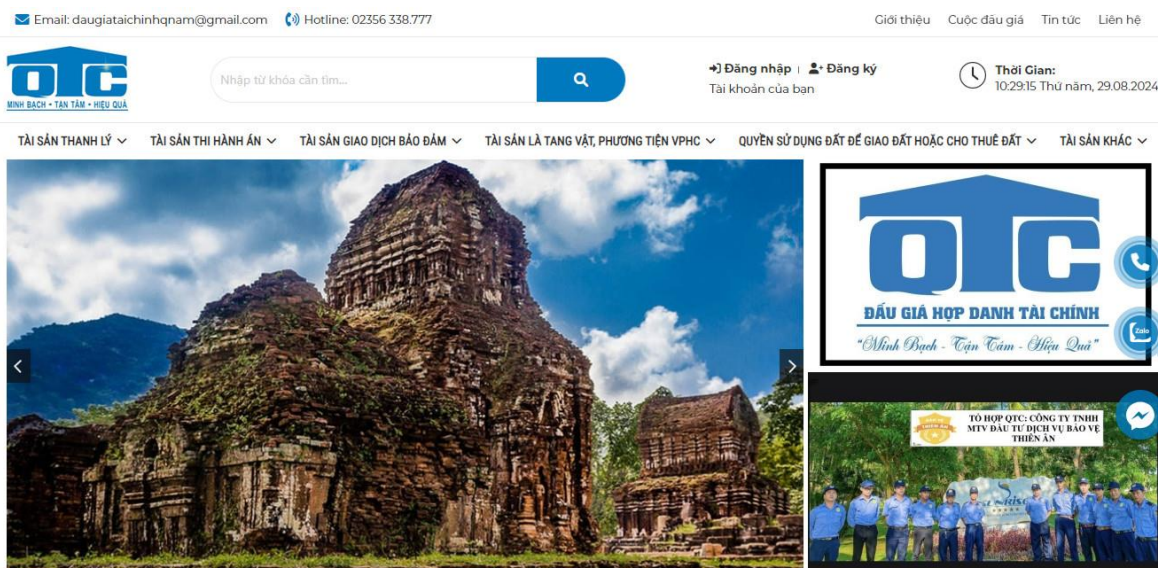 Email: daugiataichinhqnam@gmail.com Hotline: 02356 338.777 Giới thiệu Cuộc đấu giá Tin tức Liên hệ
QTC
MINH BẠCH • TẬN TÂM • HIỆU QUẢ
Nhập từ khóa cần tìm...
Đăng nhập | Đăng ký
Tài khoản của bạn
Thời Gian:
10:29:15 Thứ năm, 29.08.2024
TÀI SẢN THANH LÝ TÀI SẢN THI HÀNH ÁN TÀI SẢN GIAO DỊCH BẢO ĐẢM TÀI SẢN LÀ TANG VẬT, PHƯƠNG TIỆN VPHC QUYỀN SỬ DỤNG ĐẤT ĐỂ GIAO ĐẤT HOẶC CHO THUÊ ĐẤT TÀI SẢN KHÁC
QTC
ĐẤU GIÁ HỢP DANH TÀI CHÍNH
"Minh Bạch - Tận Tâm - Hiệu Quả"
Zalo
TỔ HỢP QTC: CÔNG TY TNHH
MTV ĐẦU TƯ DỊCH VỤ BẢO VỆ
THIÊN ÂN
THIÊN ÂN